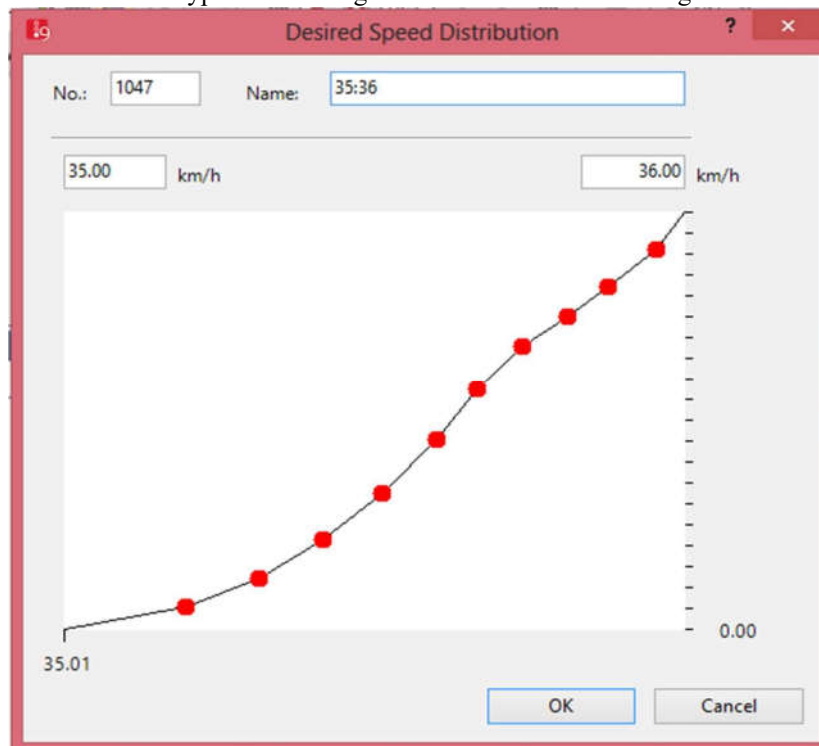 Desired Speed Distribution ? ×
No.: 1047 Name: 35:36
35.00 km/h 36.00 km/h
0.00
35.01
OK Cancel